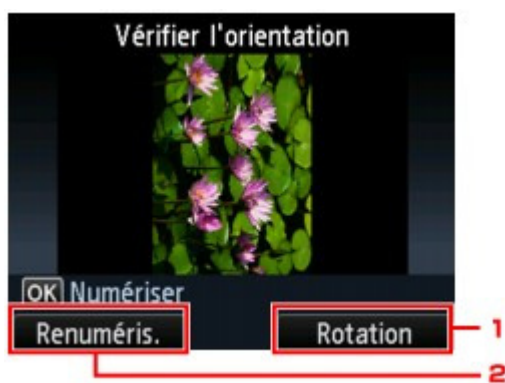 Vérifier l'orientation
OK Numériser
Renuméris. Rotation
1
2